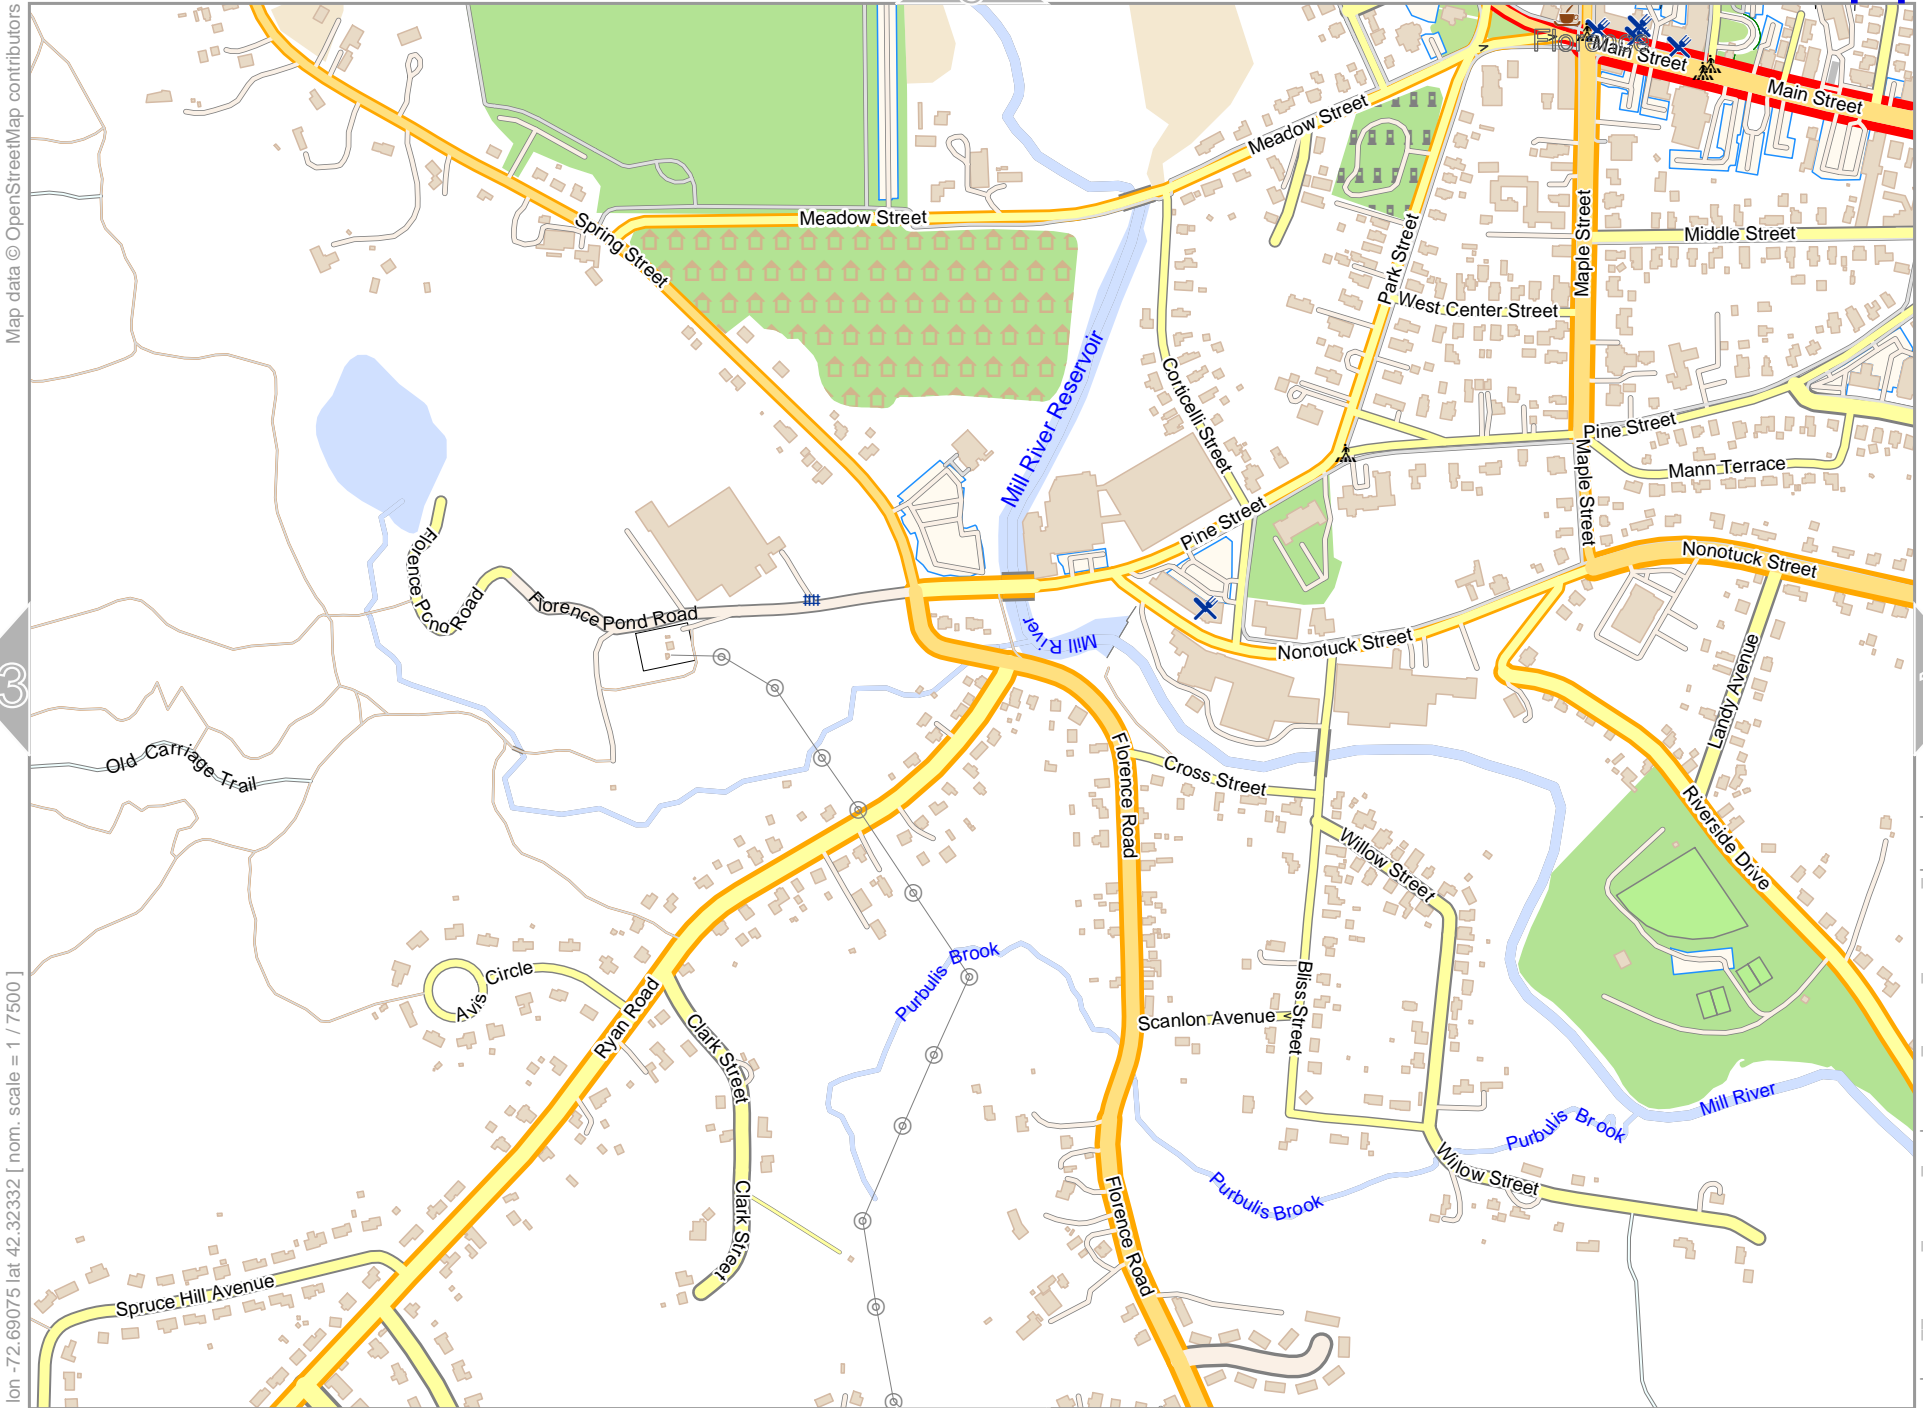 Map data © OpenStreetMap contributors
Main Street
Main Street
Meadow Street
Meadow Street
Spring Street
Park Street
Maple Street
Middle Street
West Center Street
Mill River Reservoir
Corticelli Street
Pine Street
Maple Street
Mann Terrace
Pine Street
Nonotuck Street
Florence Pond Road
Florence Pond Road
Mill River
Mill River
Nonotuck Street
Landy Avenue
3
Old Carriage Trail
Florence Road
Cross Street
Willow Street
Riverside Drive
Purbulis Brook
Avis Circle
Ryan Road
Clark Street
Scanlon Avenue
Bliss Street
Mill River
Purbulis Brook
Willow Street
Purbulis Brook
Clark Street
Florence Road
Spruce Hill Avenue
lon -72.69075 lat 42.32332 [ nom. scale = 1 / 7500 ]